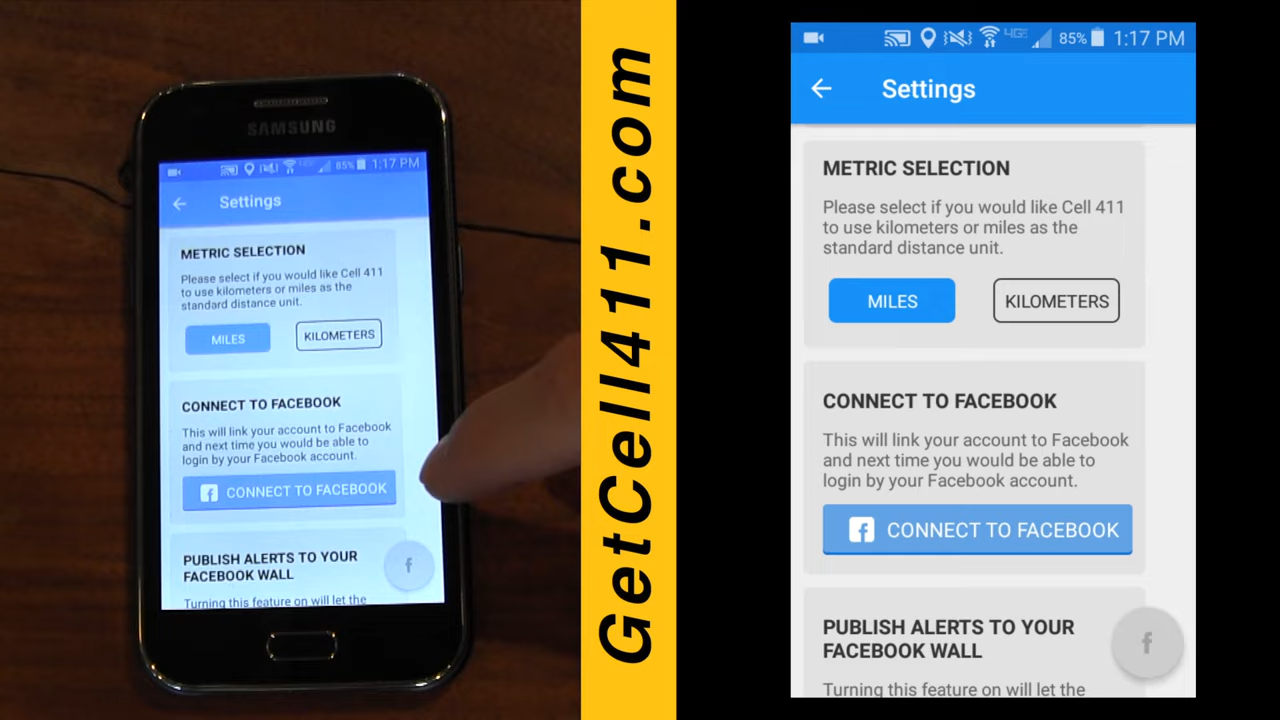 SAMSUNG
85% 1:17 PM
Settings
METRIC SELECTION
Please select if you would like Cell 411
to use kilometers or miles as the
standard distance unit.
MILES
KILOMETERS
CONNECT TO FACEBOOK
This will link your account to Facebook
and next time you would be able to
login by your Facebook account.
f CONNECT TO FACEBOOK
PUBLISH ALERTS TO YOUR
FACEBOOK WALL
f
Turning this feature on will let the
GetCell411.com
4G 85% 1:17 PM
Settings
METRIC SELECTION
Please select if you would like Cell 411
to use kilometers or miles as the
standard distance unit.
MILES
KILOMETERS
CONNECT TO FACEBOOK
This will link your account to Facebook
and next time you would be able to
login by your Facebook account.
f CONNECT TO FACEBOOK
PUBLISH ALERTS TO YOUR
FACEBOOK WALL
f
Turning this feature on will let the